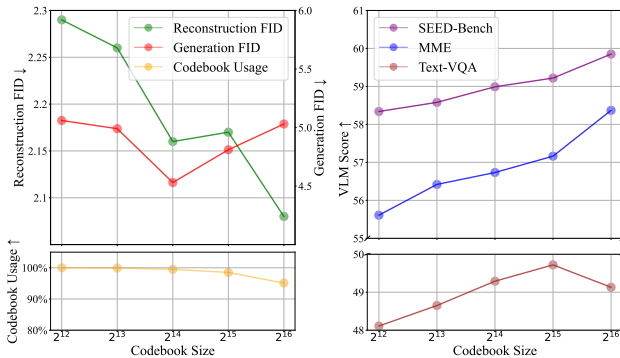 Reconstruction FID
Generation FID
Codebook Usage
Reconstruction FID ↓
2.3
2.25
2.2
2.15
2.1
6.0
5.5
5.0
4.5
Generation FID ↓
Codebook Usage ↑
100%
90%
80%
2^12 2^13 2^14 2^15 2^16
Codebook Size
SEED-Bench
MME
Text-VQA
VLM Score ↑
61
60
59
58
57
56
55
50
49
48
2^12 2^13 2^14 2^15 2^16
Codebook Size